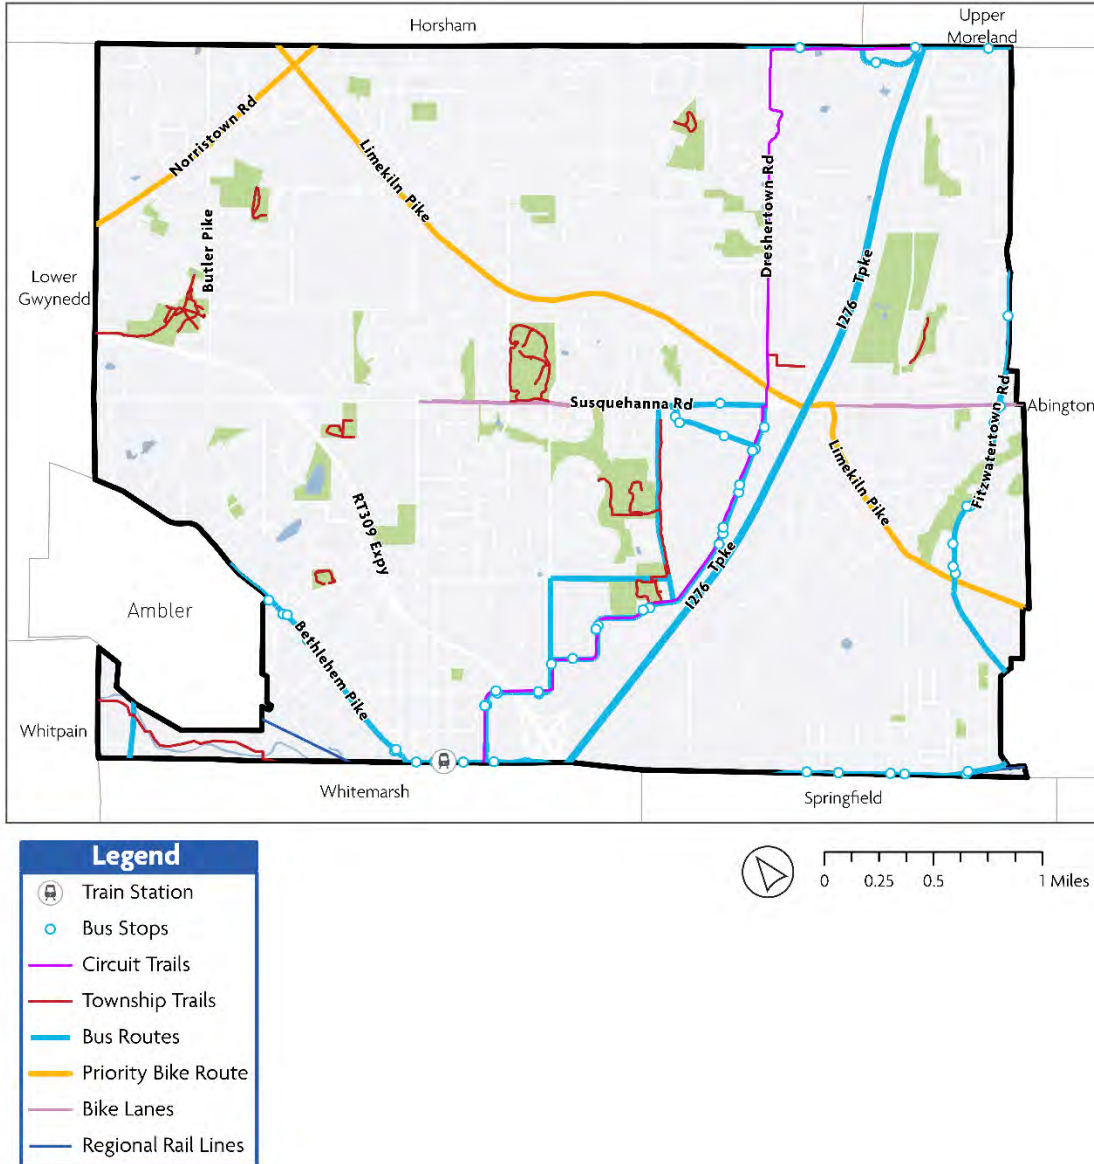 Horsham
Upper
Moreland
Norristown Rd
Limekiln Pike
Dreshertown Rd
Butler Pike
Lower
Gwynedd
I276 Tpke
Susquehanna Rd
Abington
Fitzwatertown Rd
Limekiln Pike
RT309 Expy
I276 Tpke
Ambler
Bethlehem Pike
Whitpain
Whitemarsh
Springfield
Legend
Train Station
Bus Stops
Circuit Trails
Township Trails
Bus Routes
Priority Bike Route
Bike Lanes
Regional Rail Lines
0 0.25 0.5 1 Miles